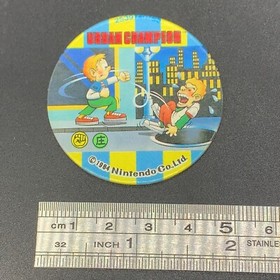 URBAN CHAMPION
©1984 Nintendo Co.,Ltd.
cm 1 2 3 4 5 6
32 INCH 1 2 STAINLE